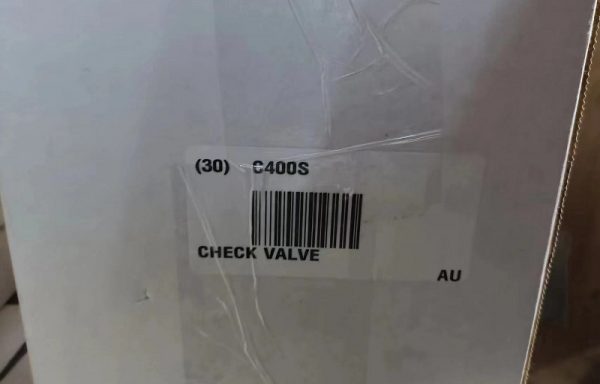 (30) C400S
CHECK VALVE
AU